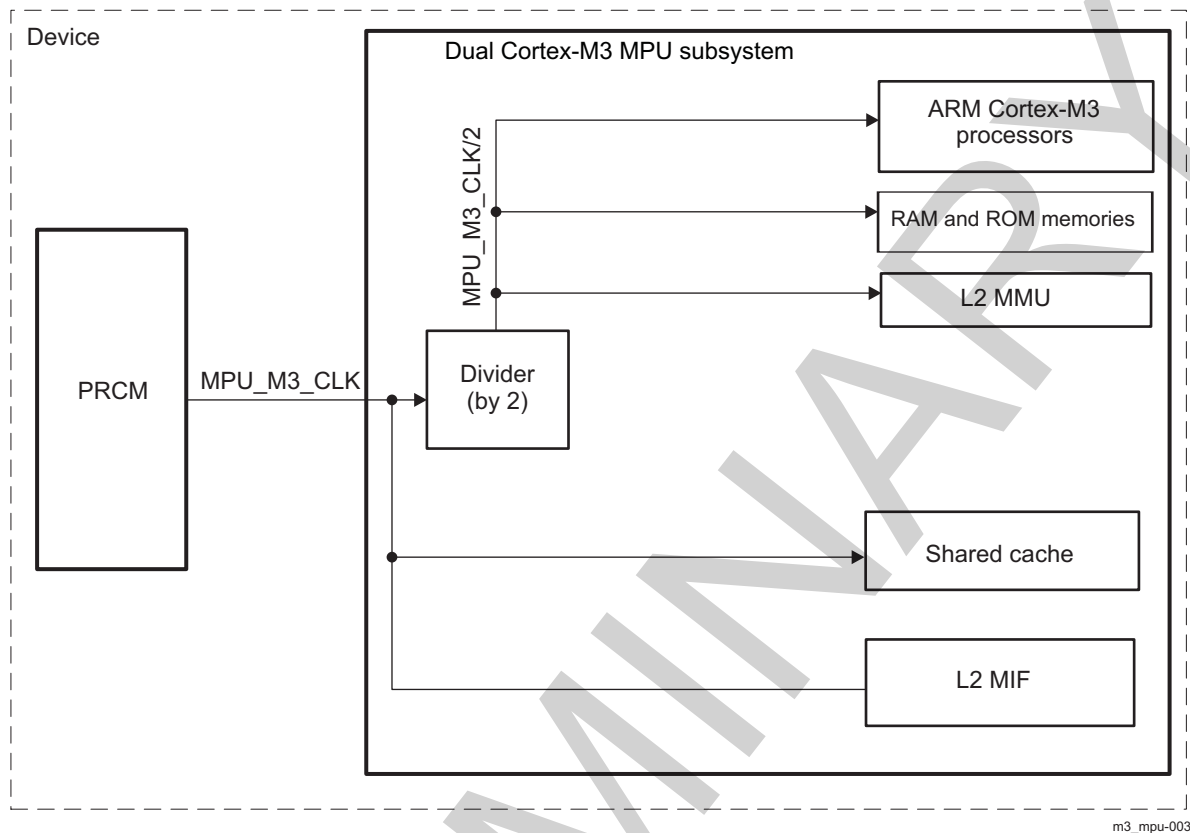 Device
Dual Cortex-M3 MPU subsystem
ARM Cortex-M3
processors
MPU_M3_CLK/2
RAM and ROM memories
L2 MMU
PRCM
MPU_M3_CLK
Divider
(by 2)
Shared cache
L2 MIF
MINARY
m3_mpu-003